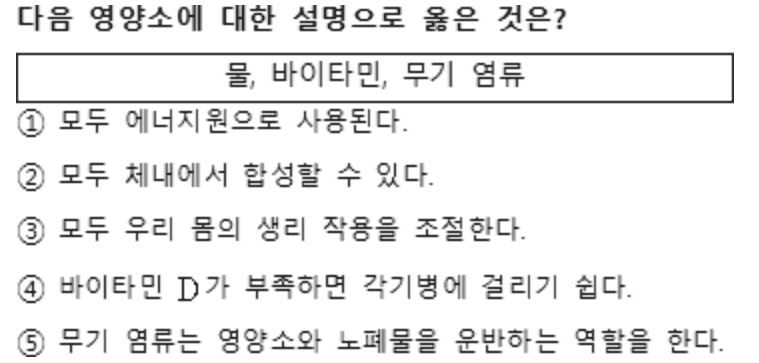 다음 영양소에 대한 설명으로 옳은 것은?
물, 바이타민, 무기 염류
① 모두 에너지원으로 사용된다.
② 모두 체내에서 합성할 수 있다.
③ 모두 우리 몸의 생리 작용을 조절한다.
④ 바이타민 D가 부족하면 각기병에 걸리기 쉽다.
⑤ 무기 염류는 영양소와 노폐물을 운반하는 역할을 한다.